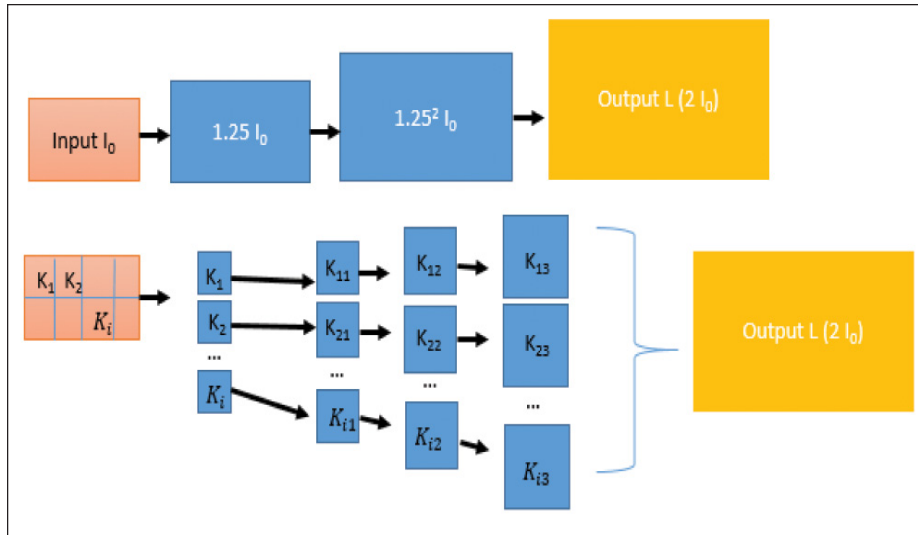 Input I₀
1.25 I₀
1.25² I₀
Output L (2 I₀)
K₁ K₂
Kᵢ
K₁
K₁₁
K₁₂
K₁₃
K₂
K₂₁
K₂₂
K₂₃
...
...
...
...
Kᵢ
Kᵢ₁
Kᵢ₂
Kᵢ₃
Output L (2 I₀)